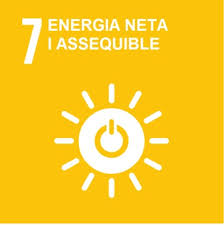 7 ENERGIA NETA
I ASSEQUIBLE